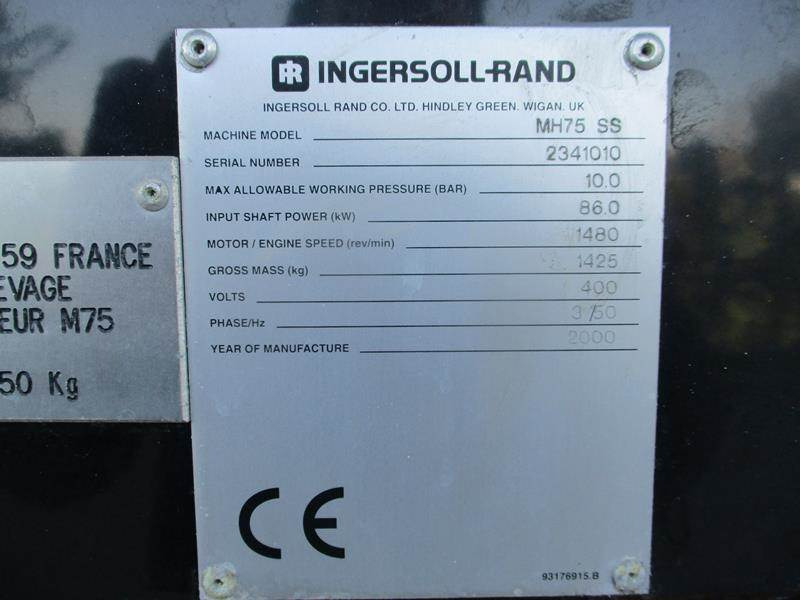 IR INGERSOLL-RAND
INGERSOLL RAND CO. LTD. HINDLEY GREEN. WIGAN. UK
MACHINE MODEL MH75 SS
SERIAL NUMBER 2341010
MAX ALLOWABLE WORKING PRESSURE (BAR) 10.0
INPUT SHAFT POWER (kW) 86.0
MOTOR / ENGINE SPEED (rev/min) 1480
GROSS MASS (kg) 1425
VOLTS 400
PHASE/Hz 3/50
YEAR OF MANUFACTURE 2000
CE
93176915.B
59 FRANCE
EVAGE
EUR M75
50 Kg